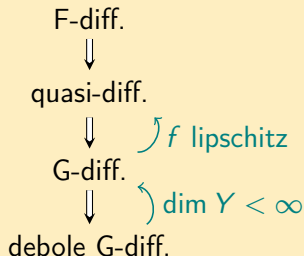 F-diff.
quasi-diff.
f lipschitz
G-diff.
dim Y < ∞
debole G-diff.